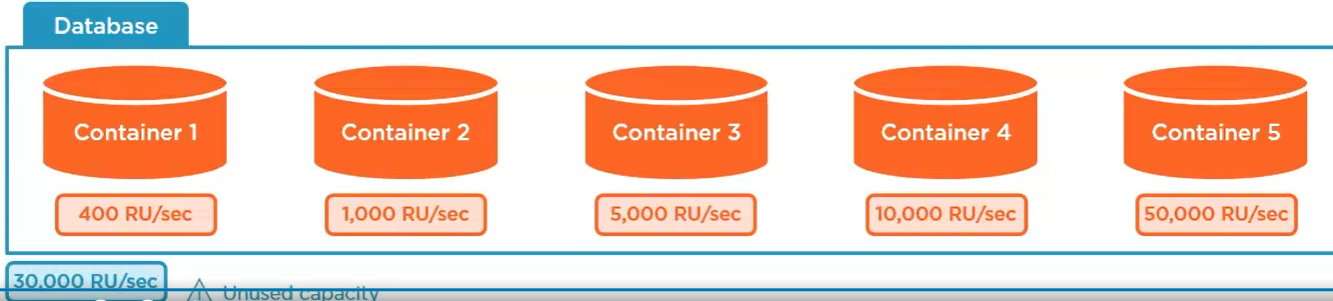 Database
Container 1
Container 2
Container 3
Container 4
Container 5
400 RU/sec
1,000 RU/sec
5,000 RU/sec
10,000 RU/sec
50,000 RU/sec
30,000 RU/sec
Unused capacity